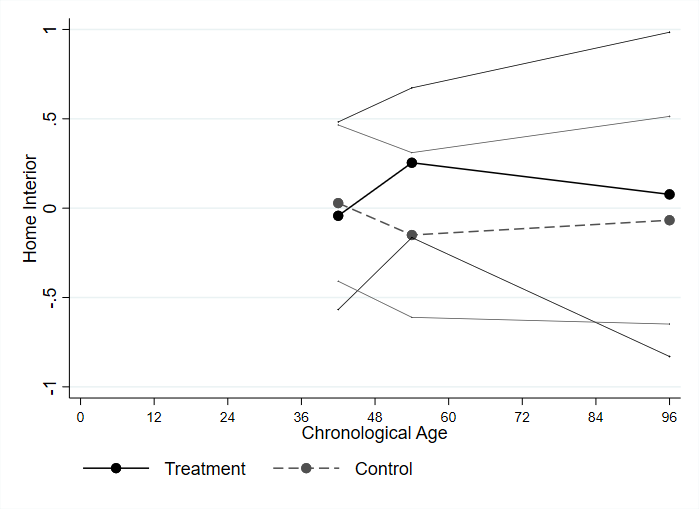 1
.5
0
-.5
-1
Home Interior
0 12 24 36 48 60 72 84 96
Chronological Age
Treatment Control